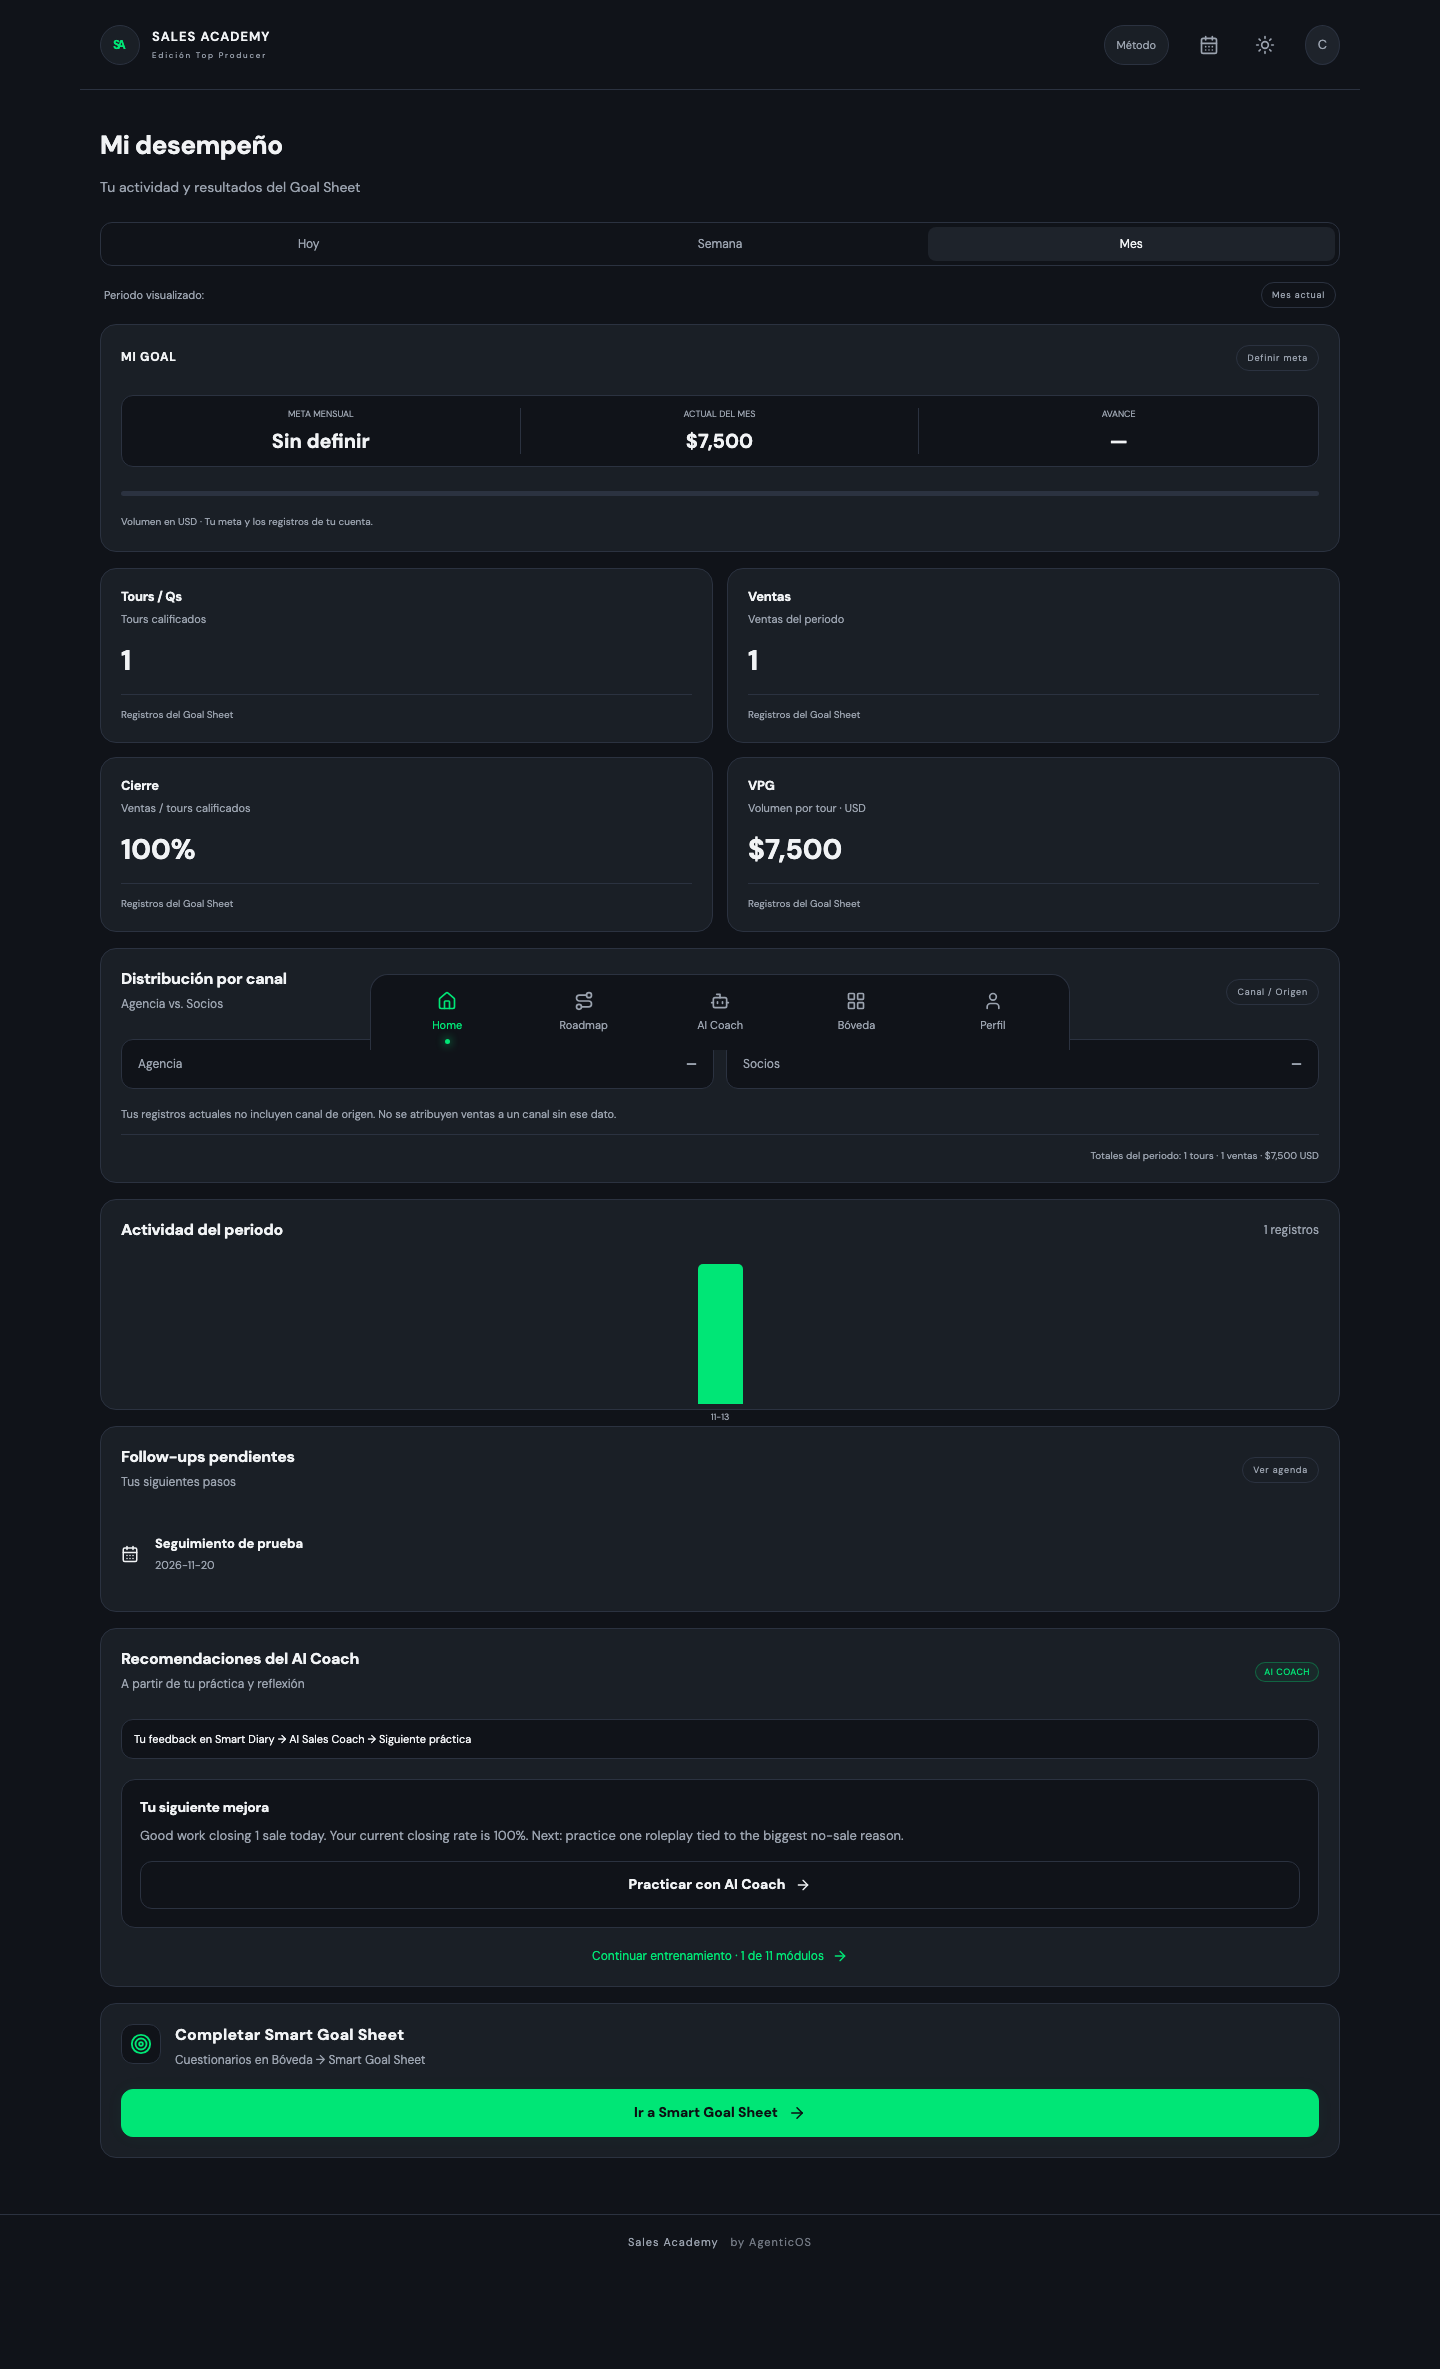 SA
SALES ACADEMY
Edición Top Producer
Método
C
Mi desempeño
Tu actividad y resultados del Goal Sheet
Hoy
Semana
Mes
Periodo visualizado:
Mes actual
MI GOAL
Definir meta
META MENSUAL
Sin definir
ACTUAL DEL MES
$7,500
AVANCE
—
Volumen en USD · Tu meta y los registros de tu cuenta.
Tours / Qs
Tours calificados
1
Registros del Goal Sheet
Ventas
Ventas del periodo
1
Registros del Goal Sheet
Cierre
Ventas / tours calificados
100%
Registros del Goal Sheet
VPG
Volumen por tour · USD
$7,500
Registros del Goal Sheet
Distribución por canal
Agencia vs. Socios
Canal / Origen
Home
Roadmap
AI Coach
Bóveda
Perfil
Agencia
—
Socios
—
Tus registros actuales no incluyen canal de origen. No se atribuyen ventas a un canal sin ese dato.
Totales del periodo: 1 tours · 1 ventas · $7,500 USD
Actividad del periodo
1 registros
11-13
Follow-ups pendientes
Tus siguientes pasos
Ver agenda
Seguimiento de prueba
2026-11-20
Recomendaciones del AI Coach
A partir de tu práctica y reflexión
AI COACH
Tu feedback en Smart Diary → AI Sales Coach → Siguiente práctica
Tu siguiente mejora
Good work closing 1 sale today. Your current closing rate is 100%. Next: practice one roleplay tied to the biggest no-sale reason.
Practicar con AI Coach →
Continuar entrenamiento · 1 de 11 módulos →
Completar Smart Goal Sheet
Cuestionarios en Bóveda → Smart Goal Sheet
Ir a Smart Goal Sheet →
Sales Academy by AgenticOS